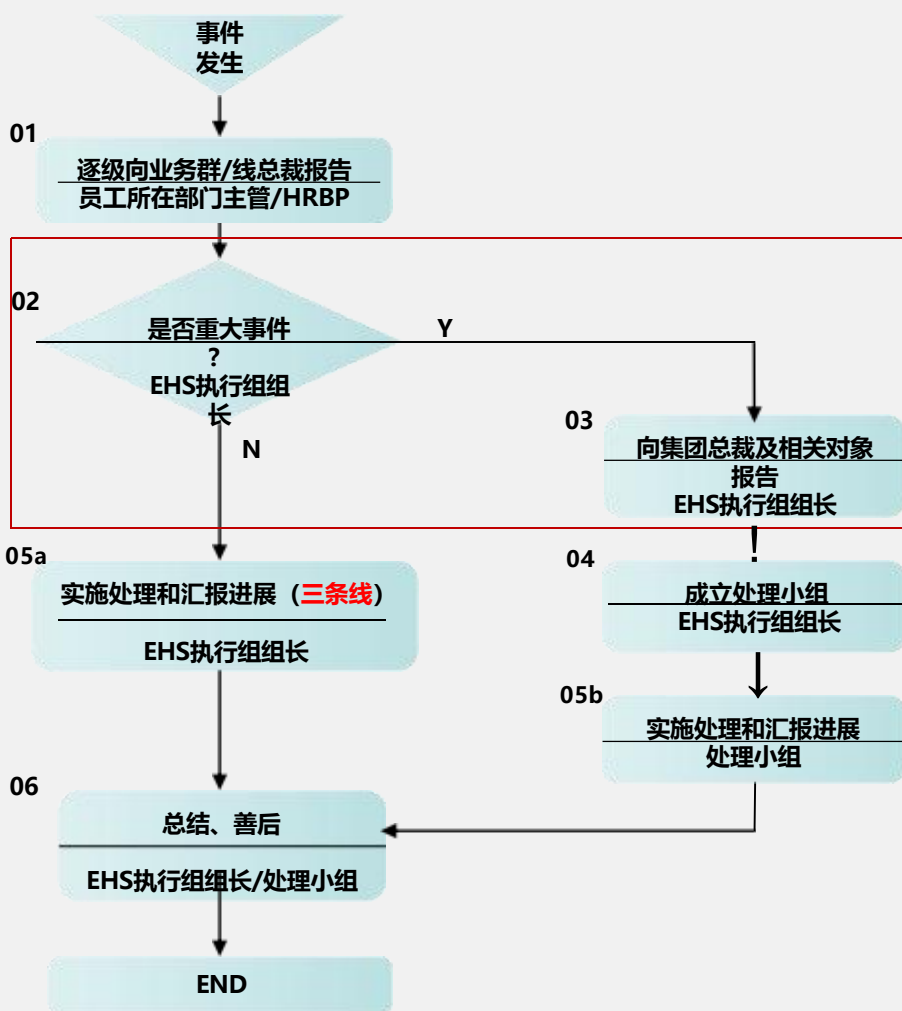 事件
发生
01
逐级向业务群/线总裁报告
员工所在部门主管/HRBP
02
是否重大事件
?
EHS执行组组
长
Y
N
03
向集团总裁及相关对象
报告
EHS执行组组长
05a
实施处理和汇报进展（三条线）
EHS执行组组长
04
成立处理小组
EHS执行组组长
05b
实施处理和汇报进展
处理小组
06
总结、善后
EHS执行组组长/处理小组
END